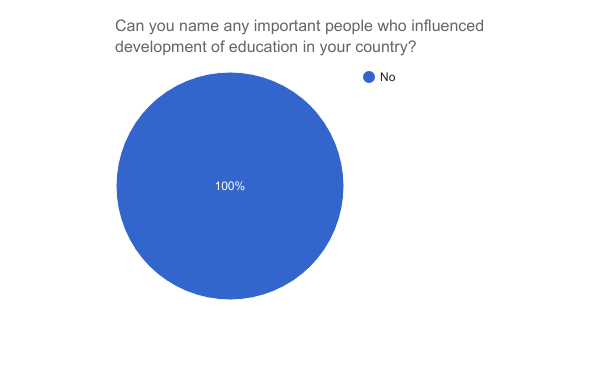 Can you name any important people who influenced
development of education in your country?
No
100%